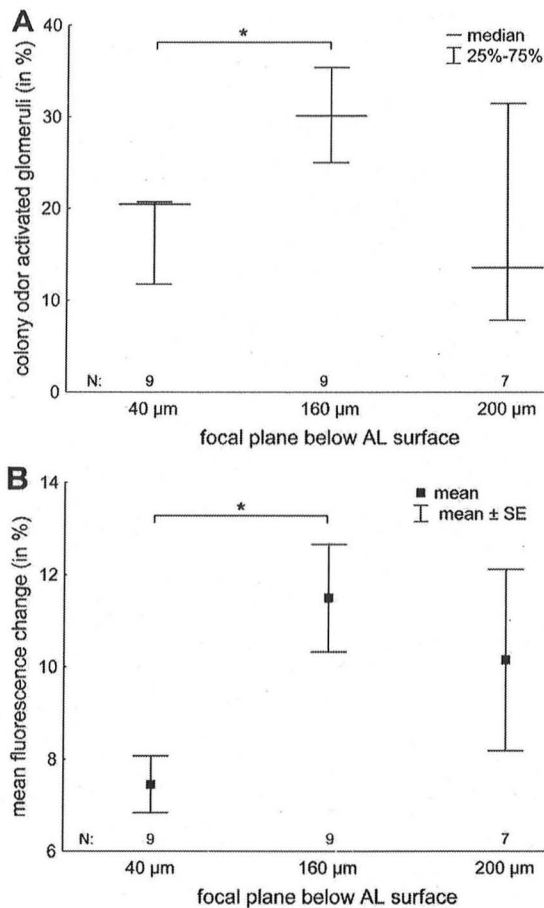 A
40
30
20
10
0
colony odor activated glomeruli (in %)
*
median
25%-75%
N: 9 9 7
40 µm 160 µm 200 µm
focal plane below AL surface
B
14
12
10
8
6
mean fluorescence change (in %)
*
mean
mean ± SE
N: 9 9 7
40 µm 160 µm 200 µm
focal plane below AL surface